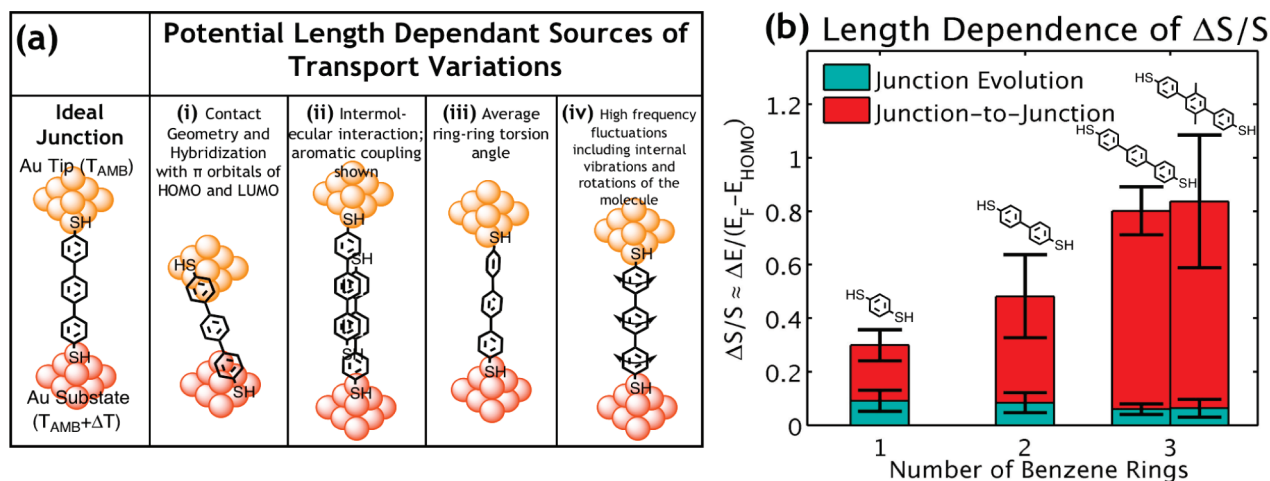 (a)
Potential Length Dependant Sources of
Transport Variations
Ideal
Junction
Au Tip (TAMB)
SH
SH
Au Substate
(TAMB+ΔT)
(i) Contact
Geometry and
Hybridization
with π orbitals of
HOMO and LUMO
HS
SH
(ii) Intermol-
ecular interaction;
aromatic coupling
shown
SH
SH
SH
SH
(iii) Average
ring-ring torsion
angle
SH
SH
(iv) High frequency
fluctuations
including internal
vibrations and
rotations of the
molecule
SH
SH
(b) Length Dependence of ΔS/S
Junction Evolution
Junction-to-Junction
ΔS/S ≈ ΔE/(EF-EHOMO)
1.2
1
0.8
0.6
0.4
0.2
0
HS
SH
HS
SH
HS
SH
HS
SH
1 2 3
Number of Benzene Rings